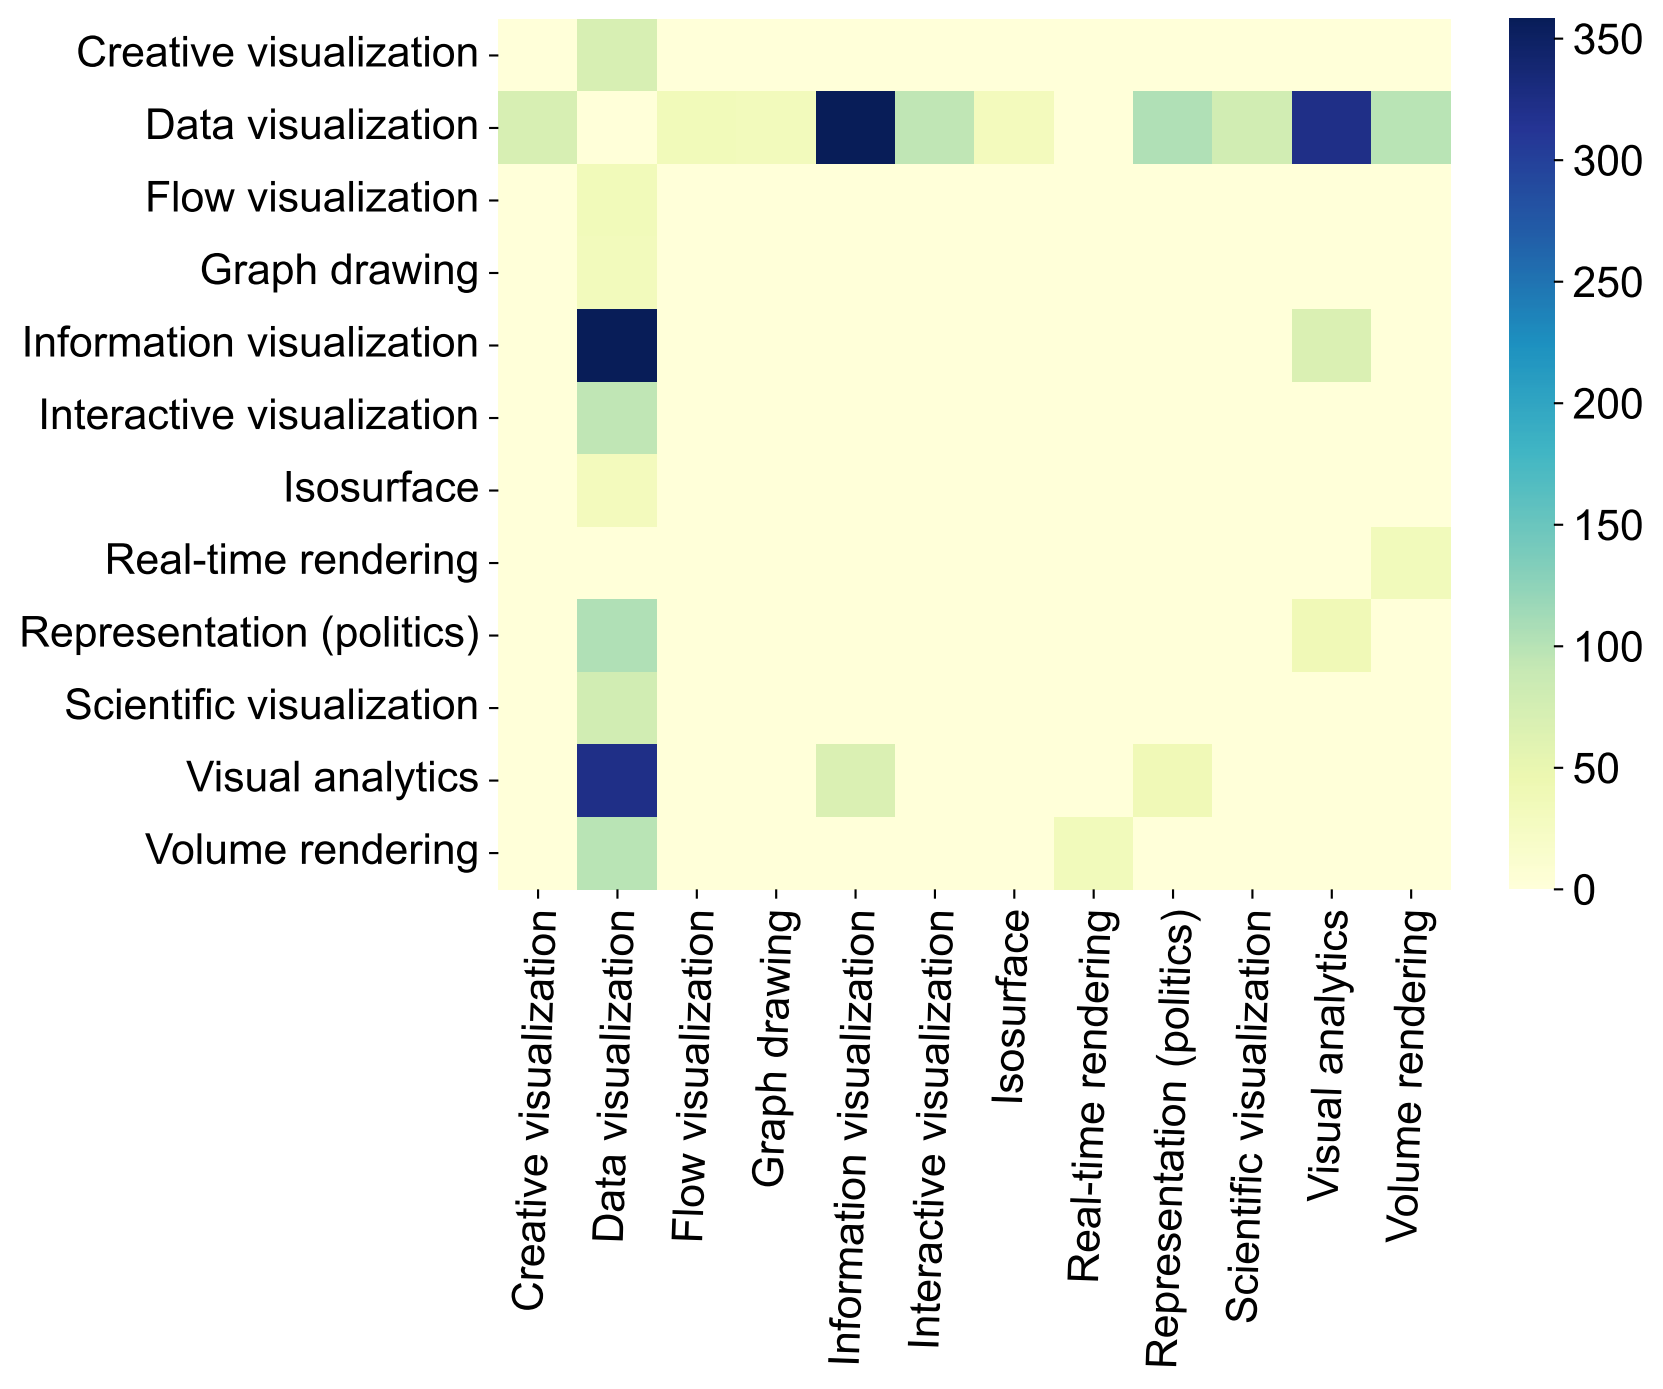 Creative visualization
Data visualization
Flow visualization
Graph drawing
Information visualization
Interactive visualization
Isosurface
Real-time rendering
Representation (politics)
Scientific visualization
Visual analytics
Volume rendering
Creative visualization
Data visualization
Flow visualization
Graph drawing
Information visualization
Interactive visualization
Isosurface
Real-time rendering
Representation (politics)
Scientific visualization
Visual analytics
Volume rendering
350
300
250
200
150
100
50
0